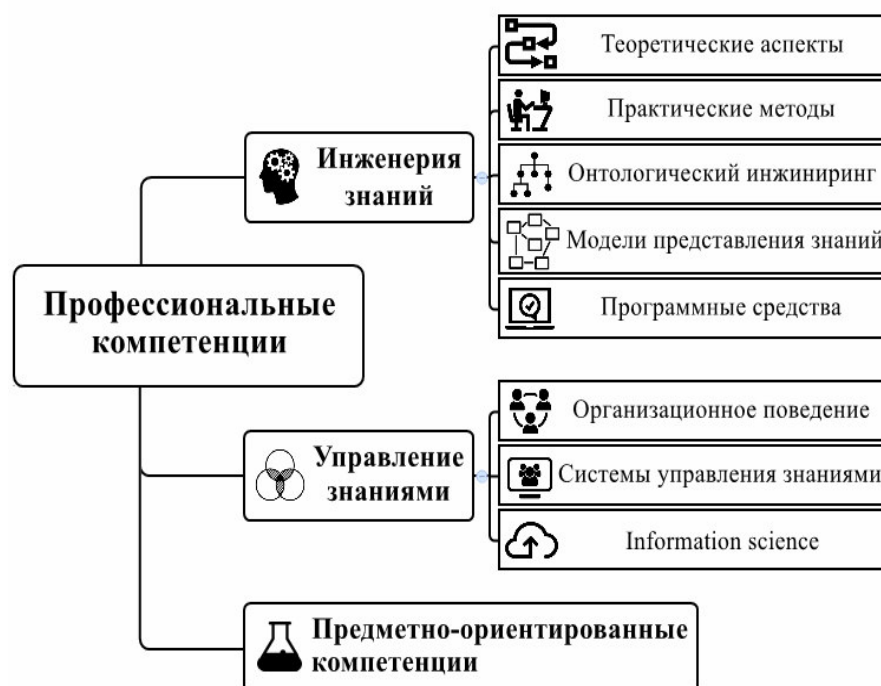 Профессиональные
компетенции
Инженерия
знаний
Теоретические аспекты
Практические методы
Онтологический инжиниринг
Модели представления знаний
Программные средства
Управление
знаниями
Организационное поведение
Системы управления знаниями
Information science
Предметно-ориентированные
компетенции